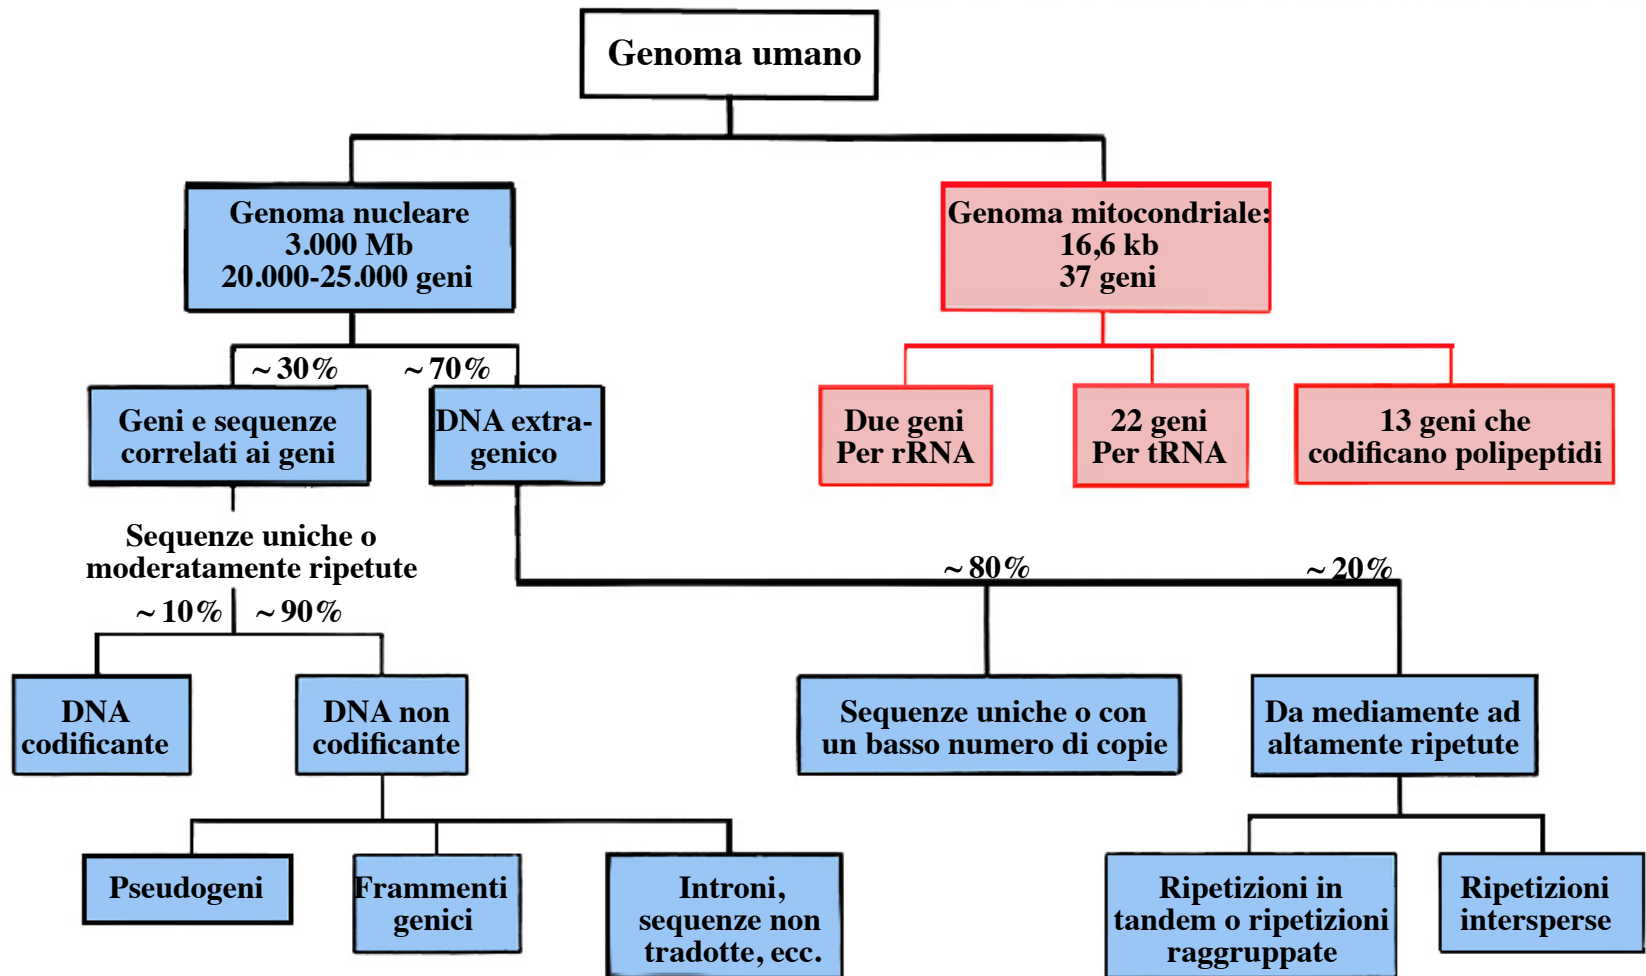 Genoma umano
Genoma nucleare
3.000 Mb
20.000-25.000 geni
Genoma mitocondriale:
16,6 kb
37 geni
~30%
~70%
Geni e sequenze
correlati ai geni
DNA extra-
genico
Due geni
Per rRNA
22 geni
Per tRNA
13 geni che
codificano polipeptidi
Sequenze uniche o
moderatamente ripetute
~10%
~90%
~80%
~20%
DNA
codificante
DNA non
codificante
Sequenze uniche o con
un basso numero di copie
Da mediamente ad
altamente ripetute
Pseudogeni
Frammenti
genici
Introni,
sequenze non
tradotte, ecc.
Ripetizioni in
tandem o ripetizioni
raggruppate
Ripetizioni
intersperse